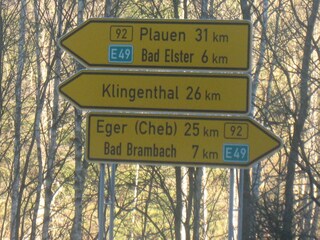 92 Plauen 31 km
E49 Bad Elster 6 km
Klingenthal 26 km
Eger (Cheb) 25 km 92
Bad Brambach 7 km E49